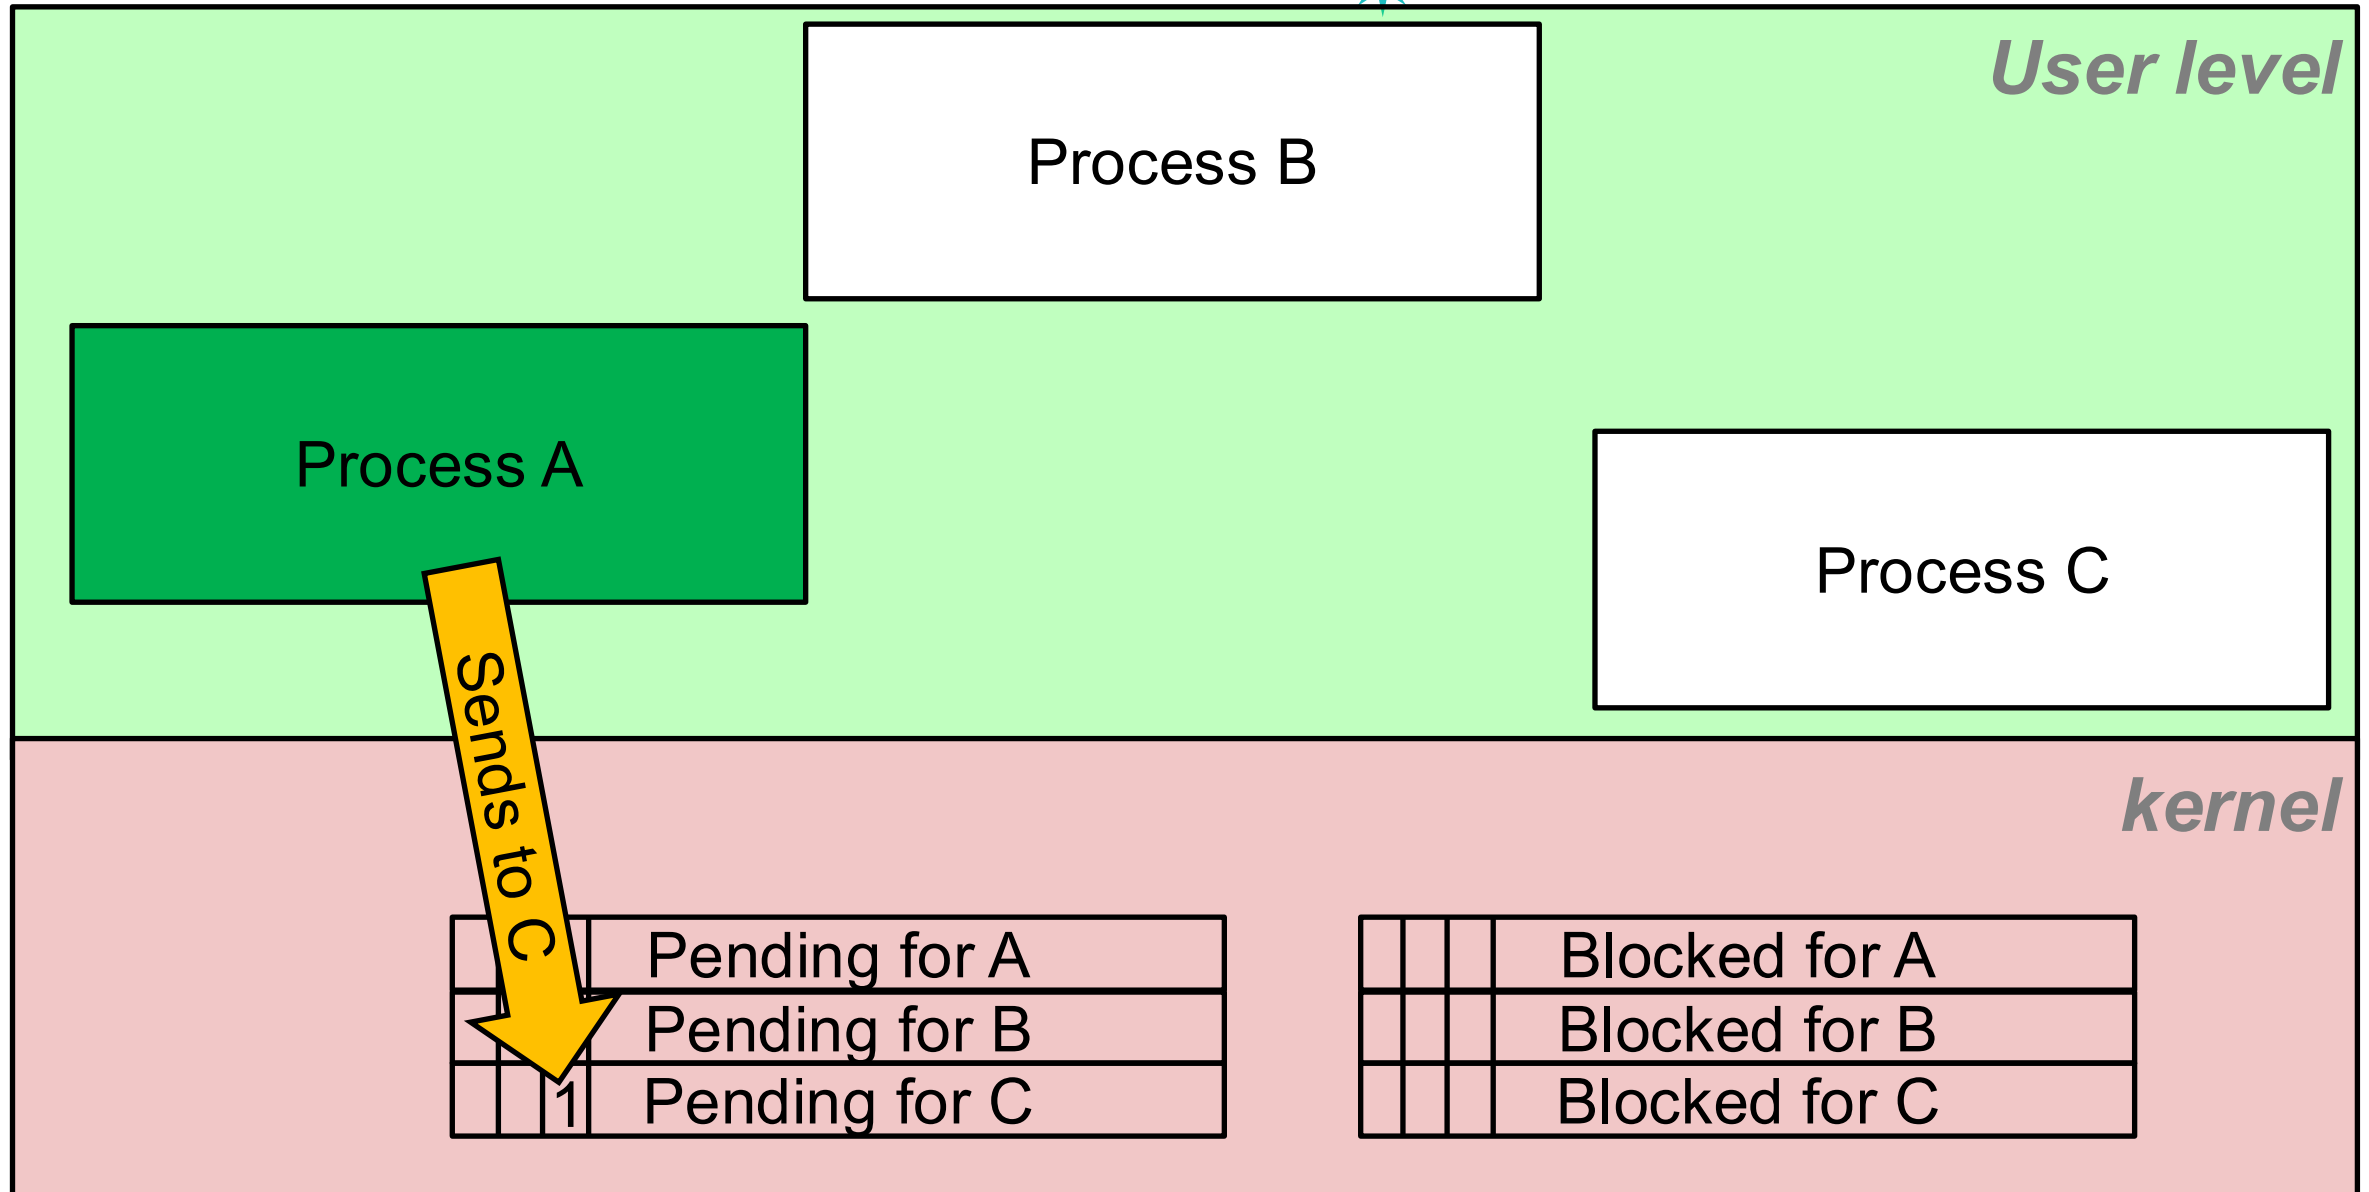 User level
Process B
Process A
Process C
Sends to C
kernel
Pending for A
Blocked for A
Pending for B
Blocked for B
1 Pending for C
Blocked for C